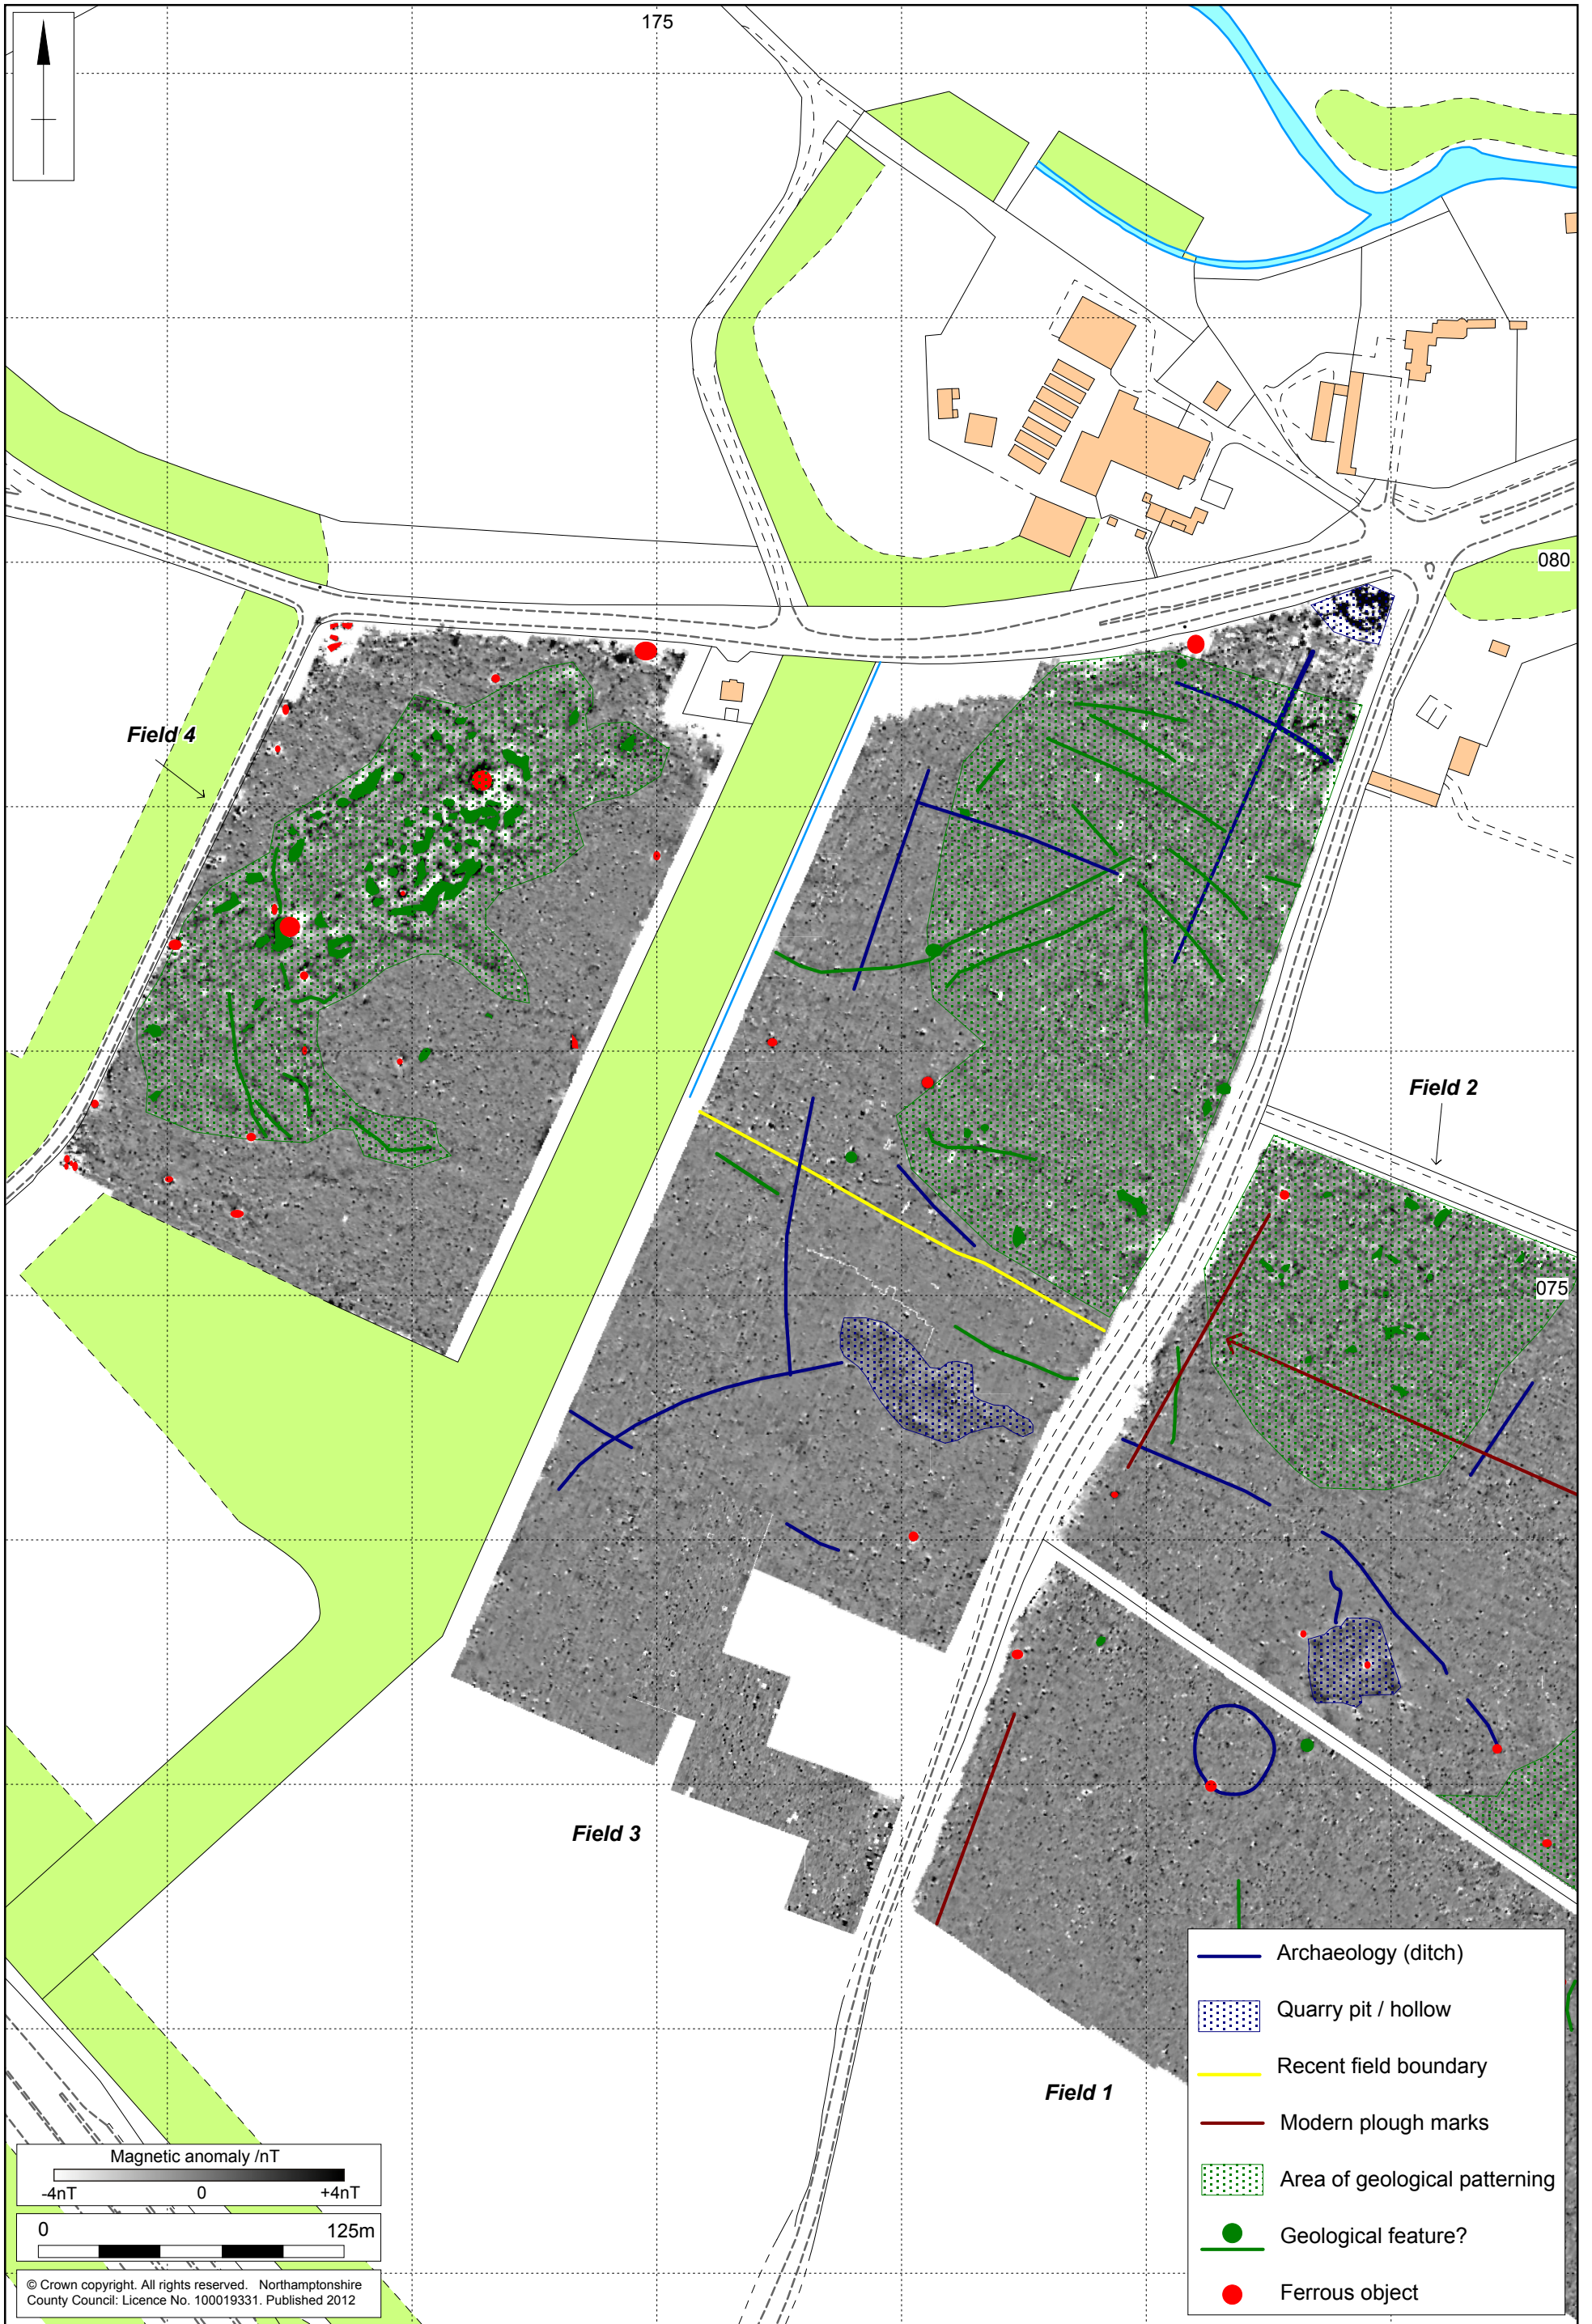 175
080
Field 4
Field 2
075
Field 3
Field 1
Archaeology (ditch)
Quarry pit / hollow
Recent field boundary
Modern plough marks
Area of geological patterning
Geological feature?
Ferrous object
Magnetic anomaly /nT
-4nT 0 +4nT
0 125m
© Crown copyright. All rights reserved. Northamptonshire
County Council: Licence No. 100019331. Published 2012